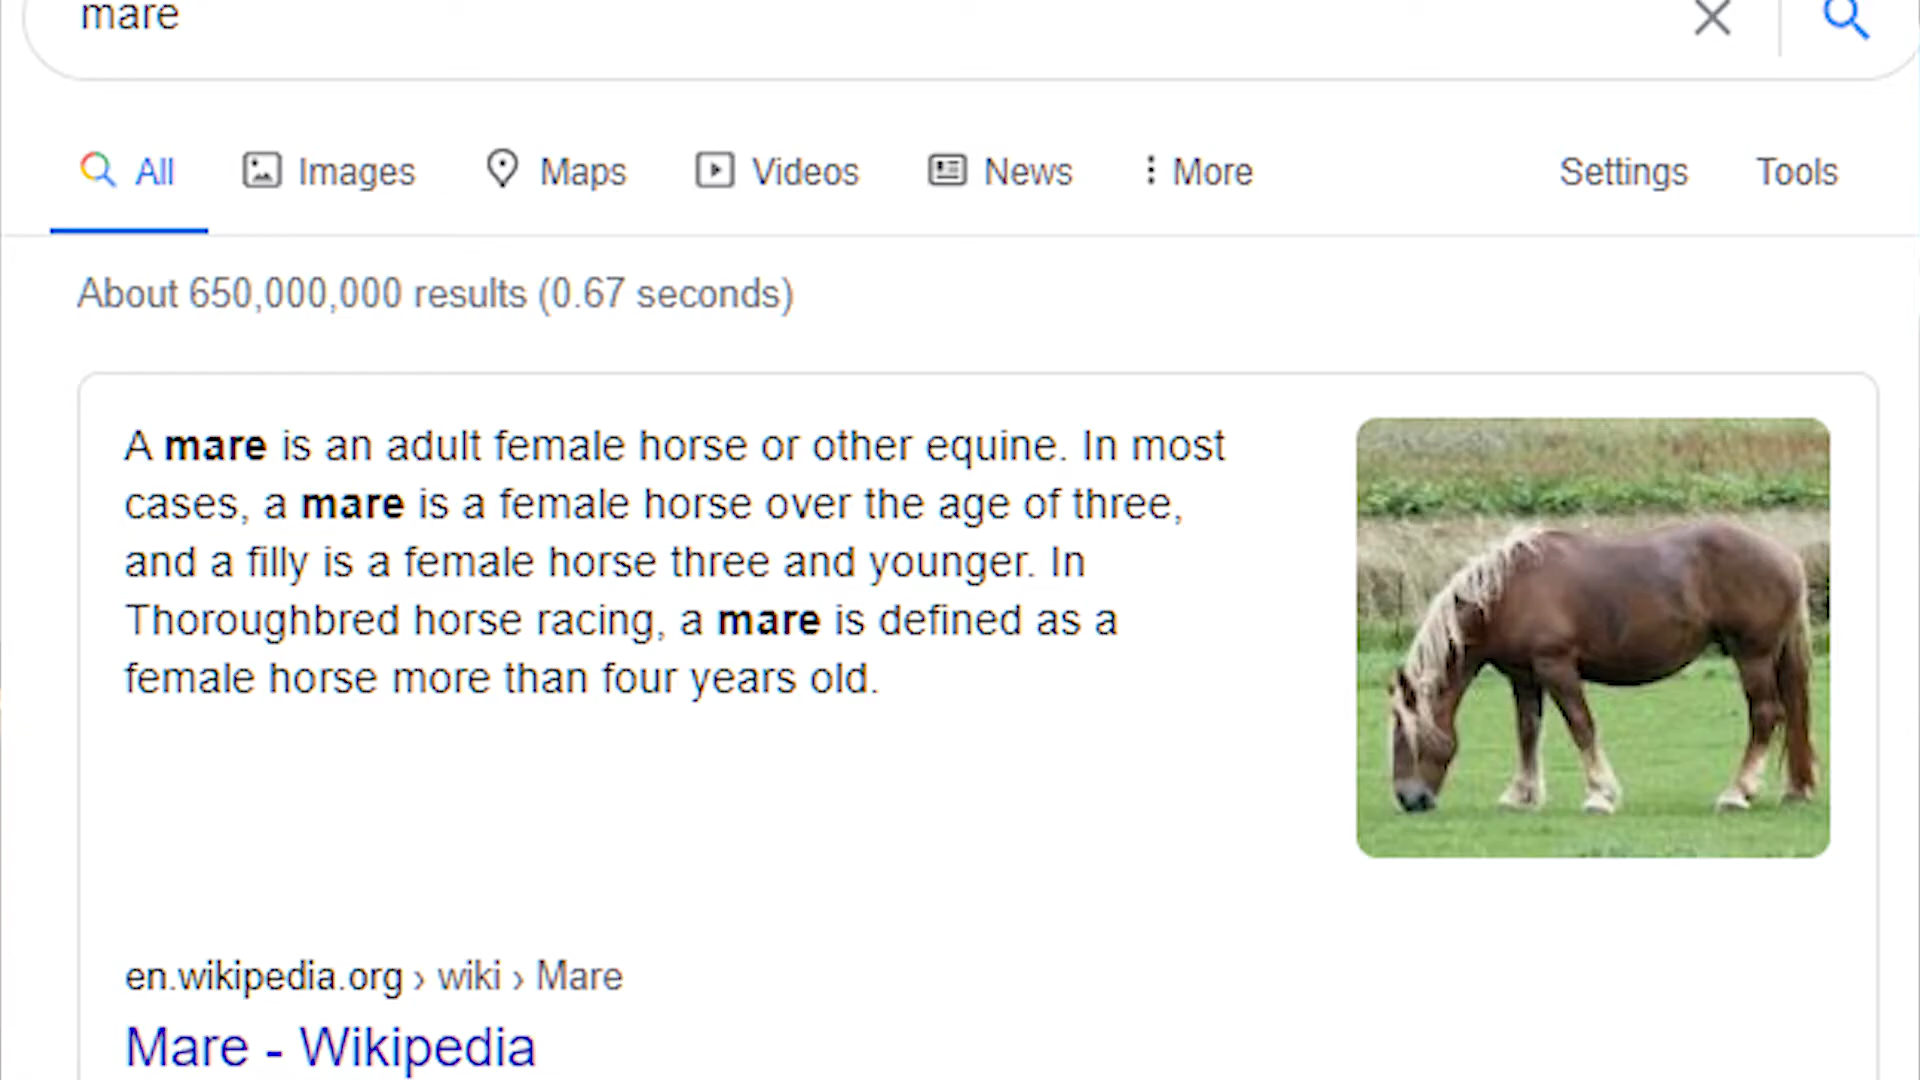 mare
All Images Maps Videos News More Settings Tools
About 650,000,000 results (0.67 seconds)
A mare is an adult female horse or other equine. In most
cases, a mare is a female horse over the age of three,
and a filly is a female horse three and younger. In
Thoroughbred horse racing, a mare is defined as a
female horse more than four years old.
en.wikipedia.org › wiki › Mare
Mare - Wikipedia